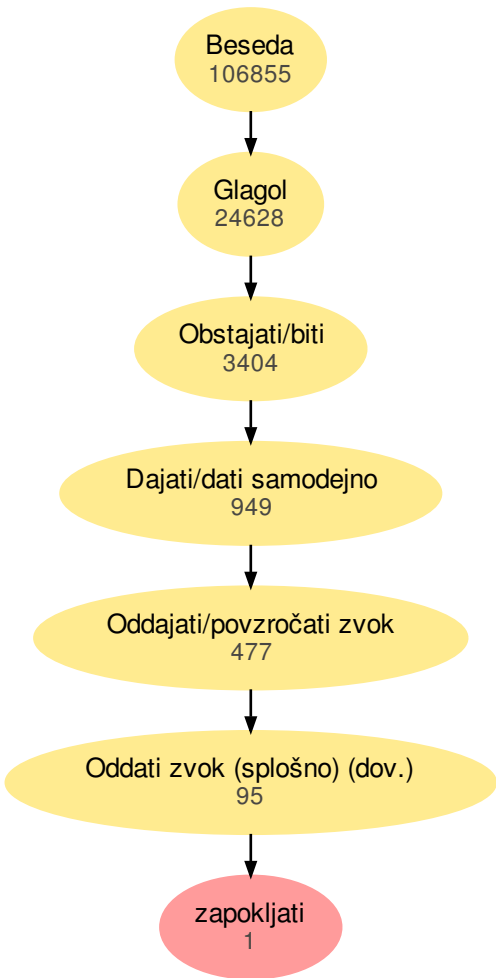 Beseda
106855
Glagol
24628
Obstajati/biti
3404
Dajati/dati samodejno
949
Oddajati/povzročati zvok
477
Oddati zvok (splošno) (dov.)
95
zapokljati
1